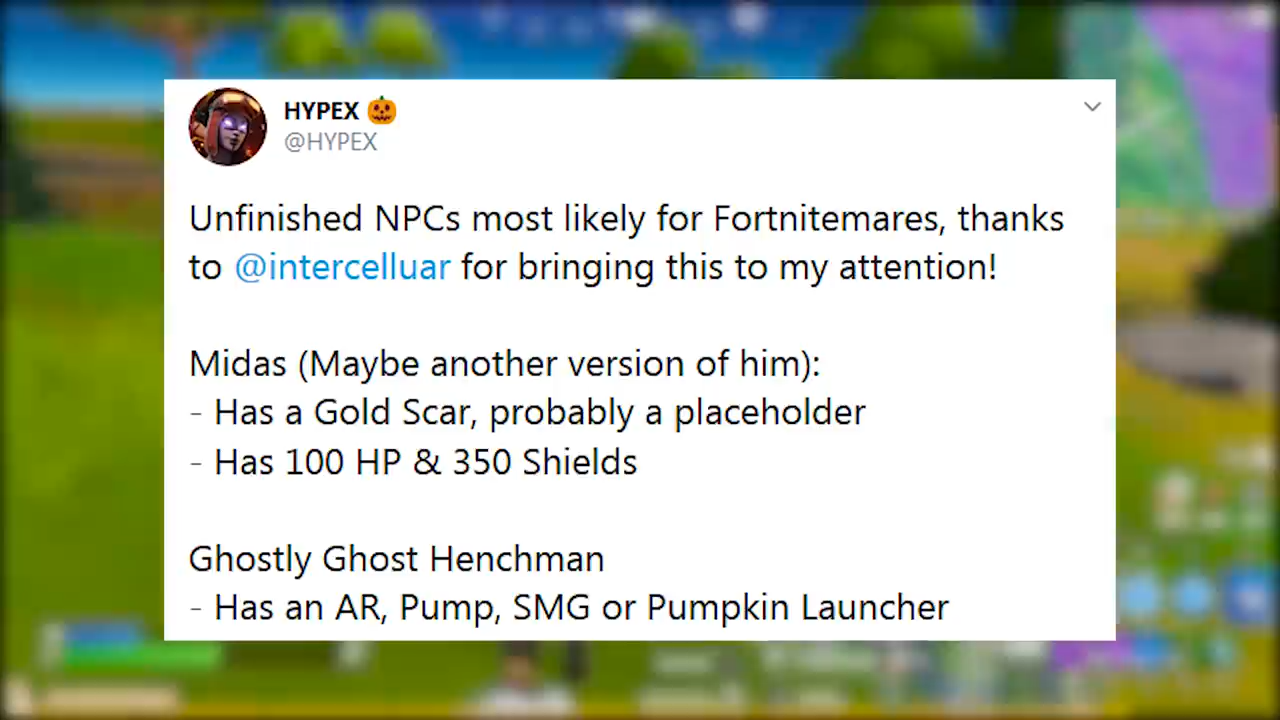 HYPEX 🎃
@HYPEX
Unfinished NPCs most likely for Fortnitemares, thanks
to @intercelluar for bringing this to my attention!
Midas (Maybe another version of him):
- Has a Gold Scar, probably a placeholder
- Has 100 HP & 350 Shields
Ghostly Ghost Henchman
- Has an AR, Pump, SMG or Pumpkin Launcher